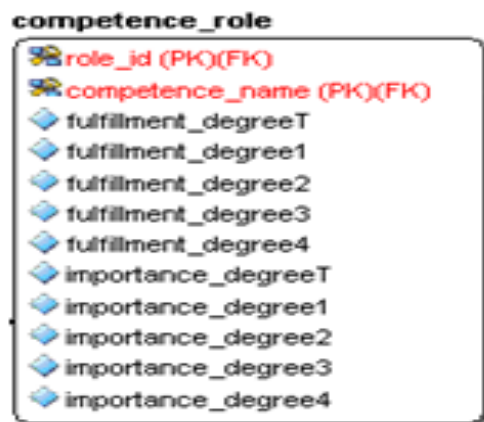 competence_role
role_id (PK)(FK)
competence_name (PK)(FK)
fulfillment_degreeT
fulfillment_degree1
fulfillment_degree2
fulfillment_degree3
fulfillment_degree4
importance_degreeT
importance_degree1
importance_degree2
importance_degree3
importance_degree4